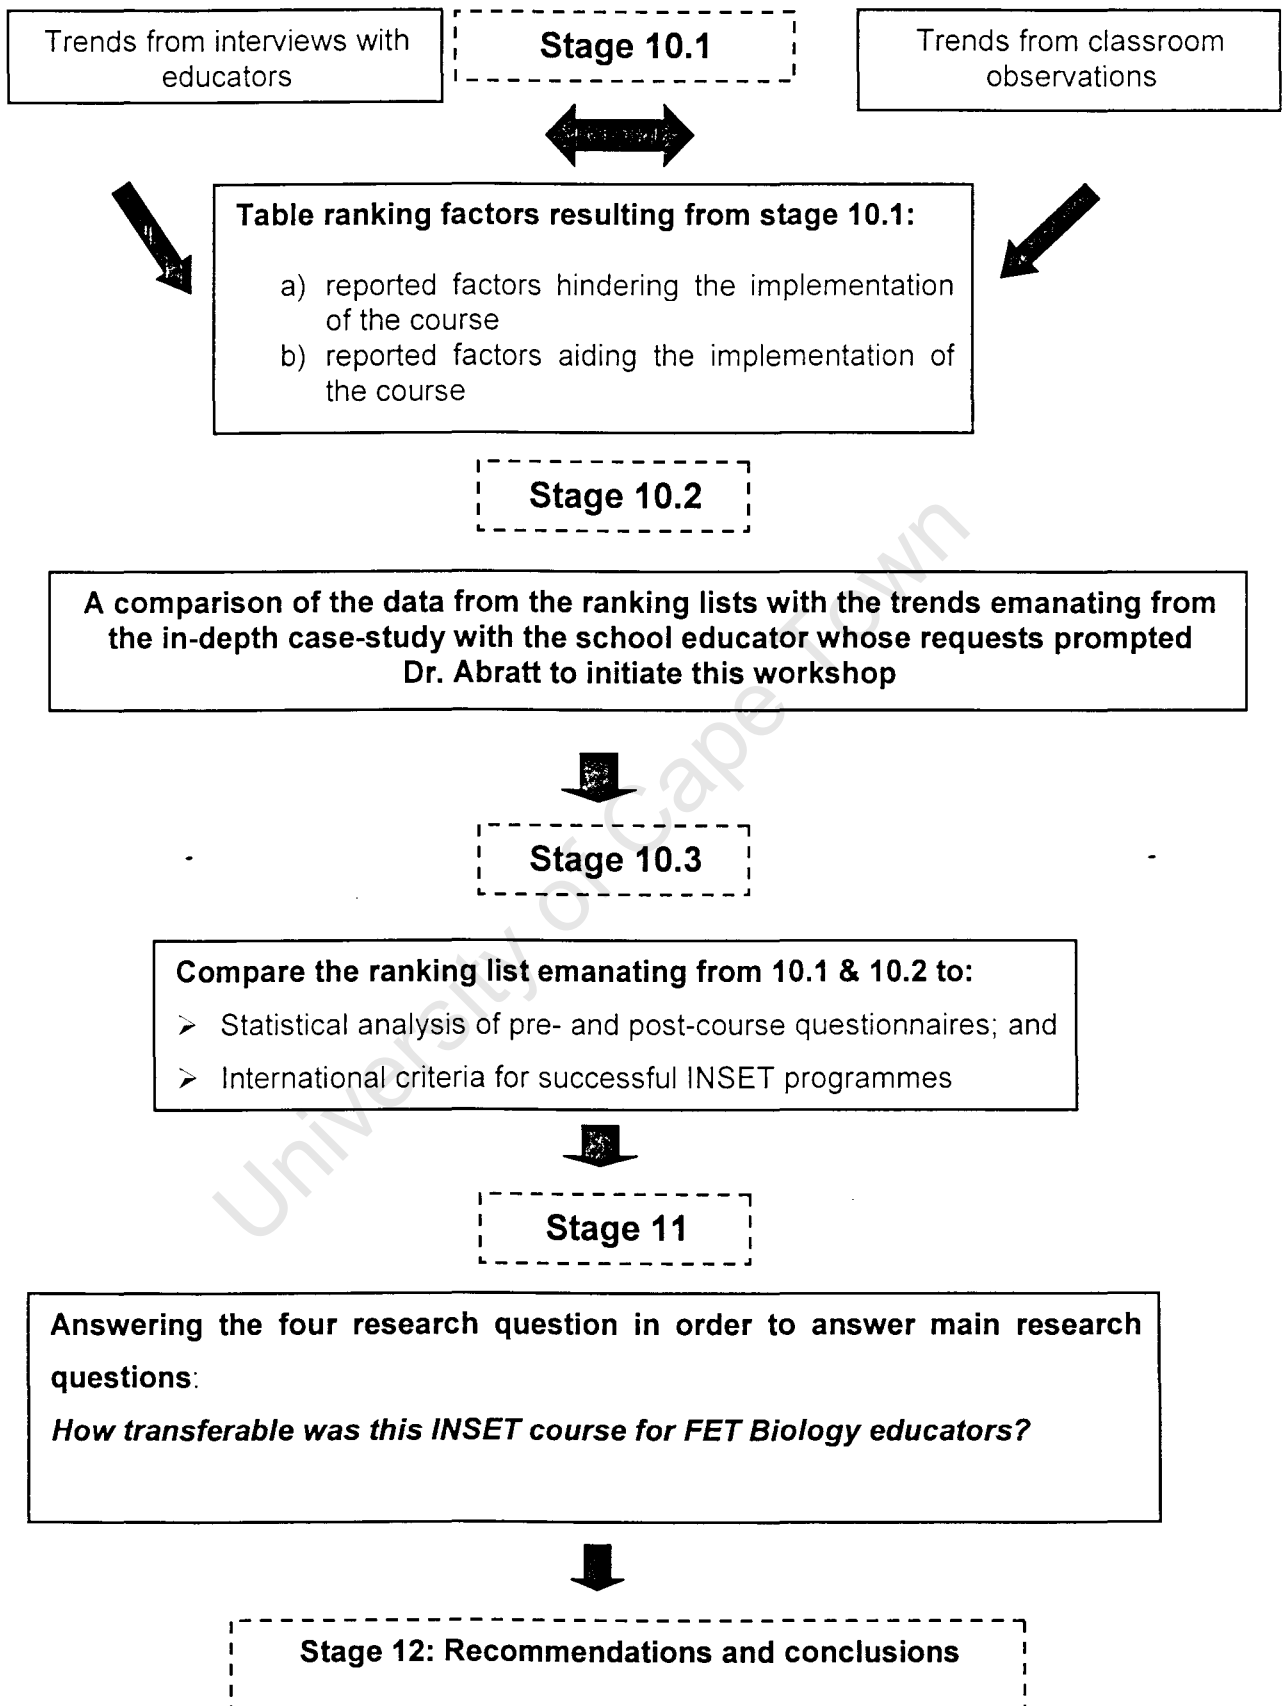 Trends from interviews with
educators
Stage 10.1
Trends from classroom
observations
Table ranking factors resulting from stage 10.1:
a) reported factors hindering the implementation
of the course
b) reported factors aiding the implementation of
the course
Stage 10.2
A comparison of the data from the ranking lists with the trends emanating from
the in-depth case-study with the school educator whose requests prompted
Dr. Abratt to initiate this workshop
Stage 10.3
Compare the ranking list emanating from 10.1 & 10.2 to:
➢ Statistical analysis of pre- and post-course questionnaires; and
➢ International criteria for successful INSET programmes
Stage 11
Answering the four research question in order to answer main research
questions:
How transferable was this INSET course for FET Biology educators?
Stage 12: Recommendations and conclusions
University of Cape Town